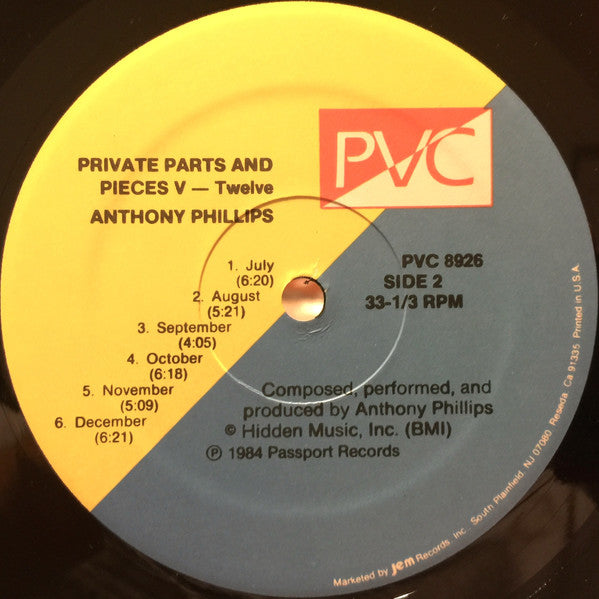 PVC
PRIVATE PARTS AND
PIECES V — Twelve
ANTHONY PHILLIPS
1. July
(6:20)
2. August
(5:21)
3. September
(4:05)
4. October
(6:18)
5. November
(5:09)
6. December
(6:21)
PVC 8926
SIDE 2
33-1/3 RPM
Composed, performed, and
produced by Anthony Phillips
© Hidden Music, Inc. (BMI)
℗ 1984 Passport Records
Marketed by jem Records, Inc. South Plainfield, NJ 07080 Reseda, Ca 91335 Printed in U.S.A.